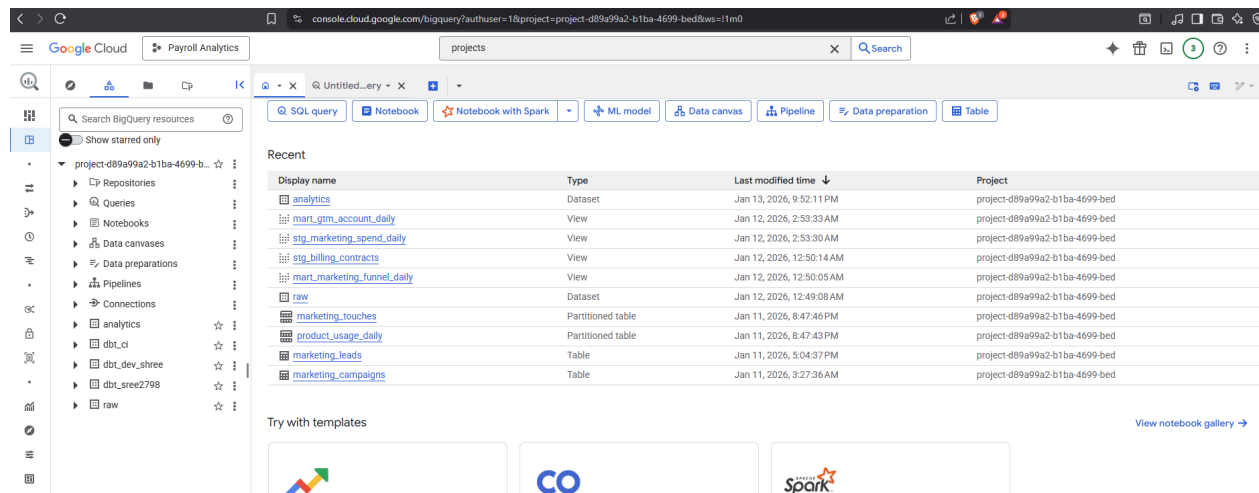 console.cloud.google.com/bigquery?authuser=1&project=project-d89a99a2-b1ba-4699-bed&ws=!1m0
Google Cloud
Payroll Analytics
projects
Search
3
Untitled...ery
Search BigQuery resources
Show starred only
project-d89a99a2-b1ba-4699-b...
Repositories
Queries
Notebooks
Data canvases
Data preparations
Pipelines
Connections
analytics
dbt_ci
dbt_dev_shree
dbt_sree2798
raw
SQL query Notebook Notebook with Spark ML model Data canvas Pipeline Data preparation Table
Recent
Display name Type Last modified time Project
analytics Dataset Jan 13, 2026, 9:52:11 PM project-d89a99a2-b1ba-4699-bed
mart_gtm_account_daily View Jan 12, 2026, 2:53:33 AM project-d89a99a2-b1ba-4699-bed
stg_marketing_spend_daily View Jan 12, 2026, 2:53:30 AM project-d89a99a2-b1ba-4699-bed
stg_billing_contracts View Jan 12, 2026, 12:50:14 AM project-d89a99a2-b1ba-4699-bed
mart_marketing_funnel_daily View Jan 12, 2026, 12:50:05 AM project-d89a99a2-b1ba-4699-bed
raw Dataset Jan 12, 2026, 12:49:08 AM project-d89a99a2-b1ba-4699-bed
marketing_touches Partitioned table Jan 11, 2026, 8:47:46 PM project-d89a99a2-b1ba-4699-bed
product_usage_daily Partitioned table Jan 11, 2026, 8:47:43 PM project-d89a99a2-b1ba-4699-bed
marketing_leads Table Jan 11, 2026, 5:04:37 PM project-d89a99a2-b1ba-4699-bed
marketing_campaigns Table Jan 11, 2026, 3:27:36 AM project-d89a99a2-b1ba-4699-bed
Try with templates
View notebook gallery
APACHE
Spark